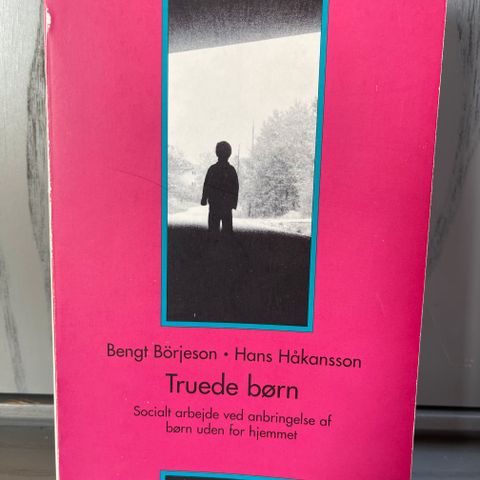 Bengt Börjeson • Hans Håkansson
Truede børn
Socialt arbejde ved anbringelse af
børn uden for hjemmet